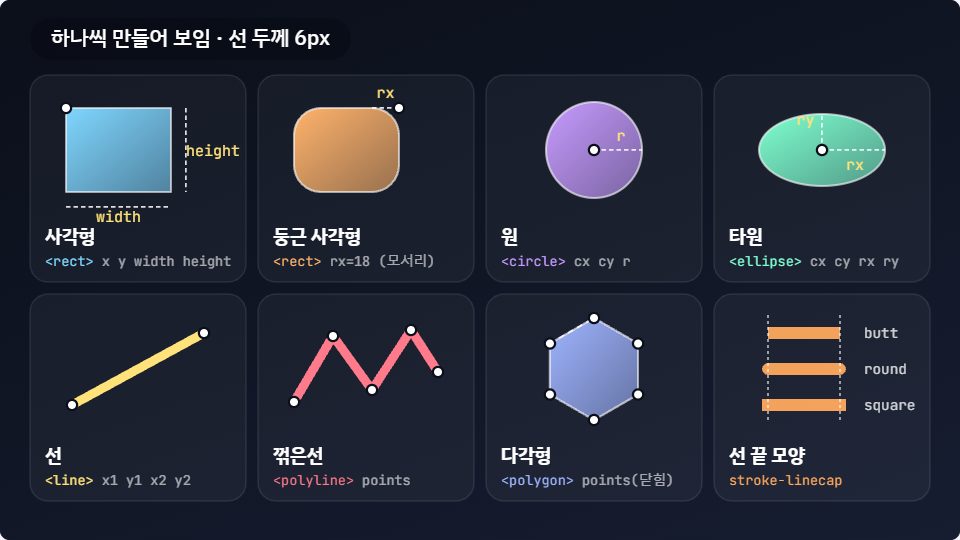 하나씩 만들어 보임 · 선 두께 6px
height
width
사각형
<rect> x y width height
rx
둥근 사각형
<rect> rx=18 (모서리)
r
원
<circle> cx cy r
ry
rx
타원
<ellipse> cx cy rx ry
선
<line> x1 y1 x2 y2
꺾은선
<polyline> points
다각형
<polygon> points(닫힘)
butt
round
square
선 끝 모양
stroke-linecap